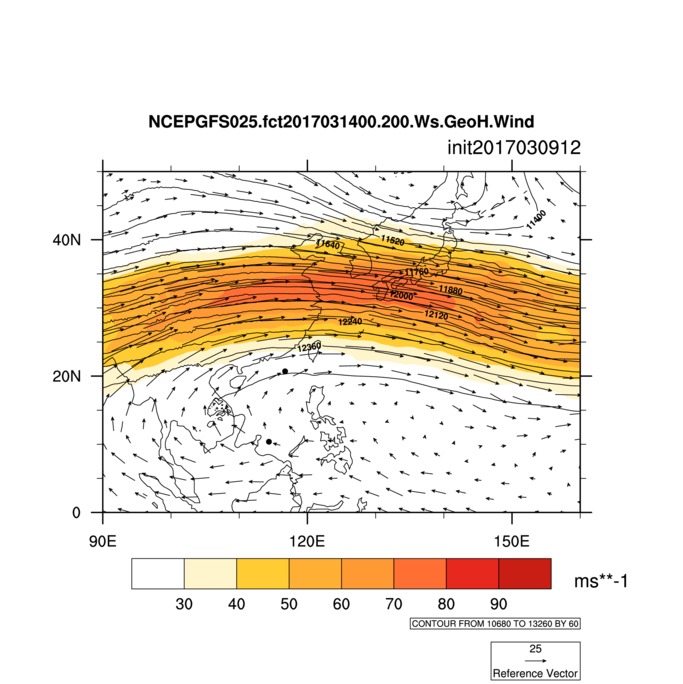 NCEPGFS025.fct2017031400.200.Ws.GeoH.Wind
init2017030912
11400
40N
11640
11520
11760
11880
12000
12120
12240
12360
20N
0
90E 120E 150E
30 40 50 60 70 80 90
ms**-1
CONTOUR FROM 10680 TO 13260 BY 60
25
Reference Vector